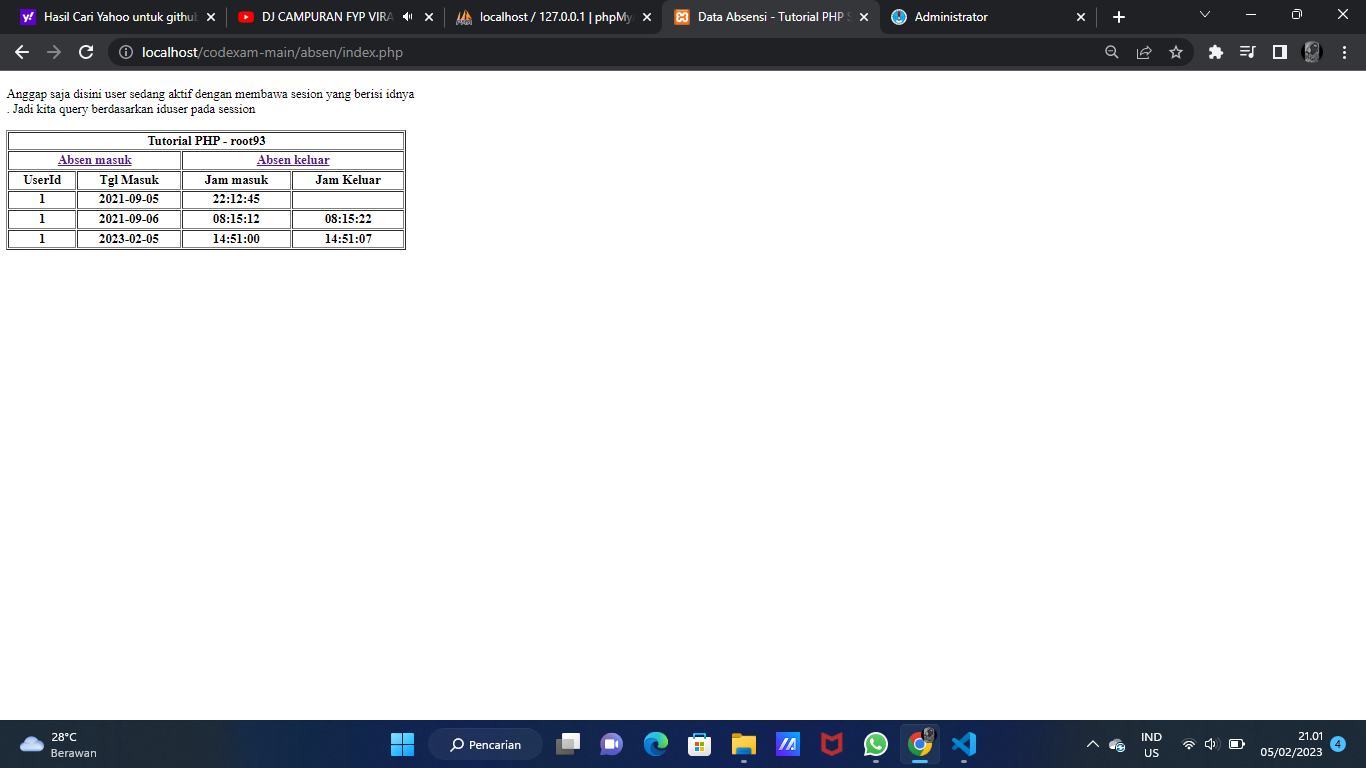 Hasil Cari Yahoo untuk githu
DJ CAMPURAN FYP VIRA
localhost / 127.0.0.1 | phpMy
Data Absensi - Tutorial PHP S
Administrator
localhost/codexam-main/absen/index.php
Anggap saja disini user sedang aktif dengan membawa sesion yang berisi idnya
. Jadi kita query berdasarkan iduser pada session
Tutorial PHP - root93
Absen masuk Absen keluar
UserId Tgl Masuk Jam masuk Jam Keluar
1 2021-09-05 22:12:45
1 2021-09-06 08:15:12 08:15:22
1 2023-02-05 14:51:00 14:51:07
28°C
Berawan
Pencarian
IND
US
21.01
05/02/2023
4